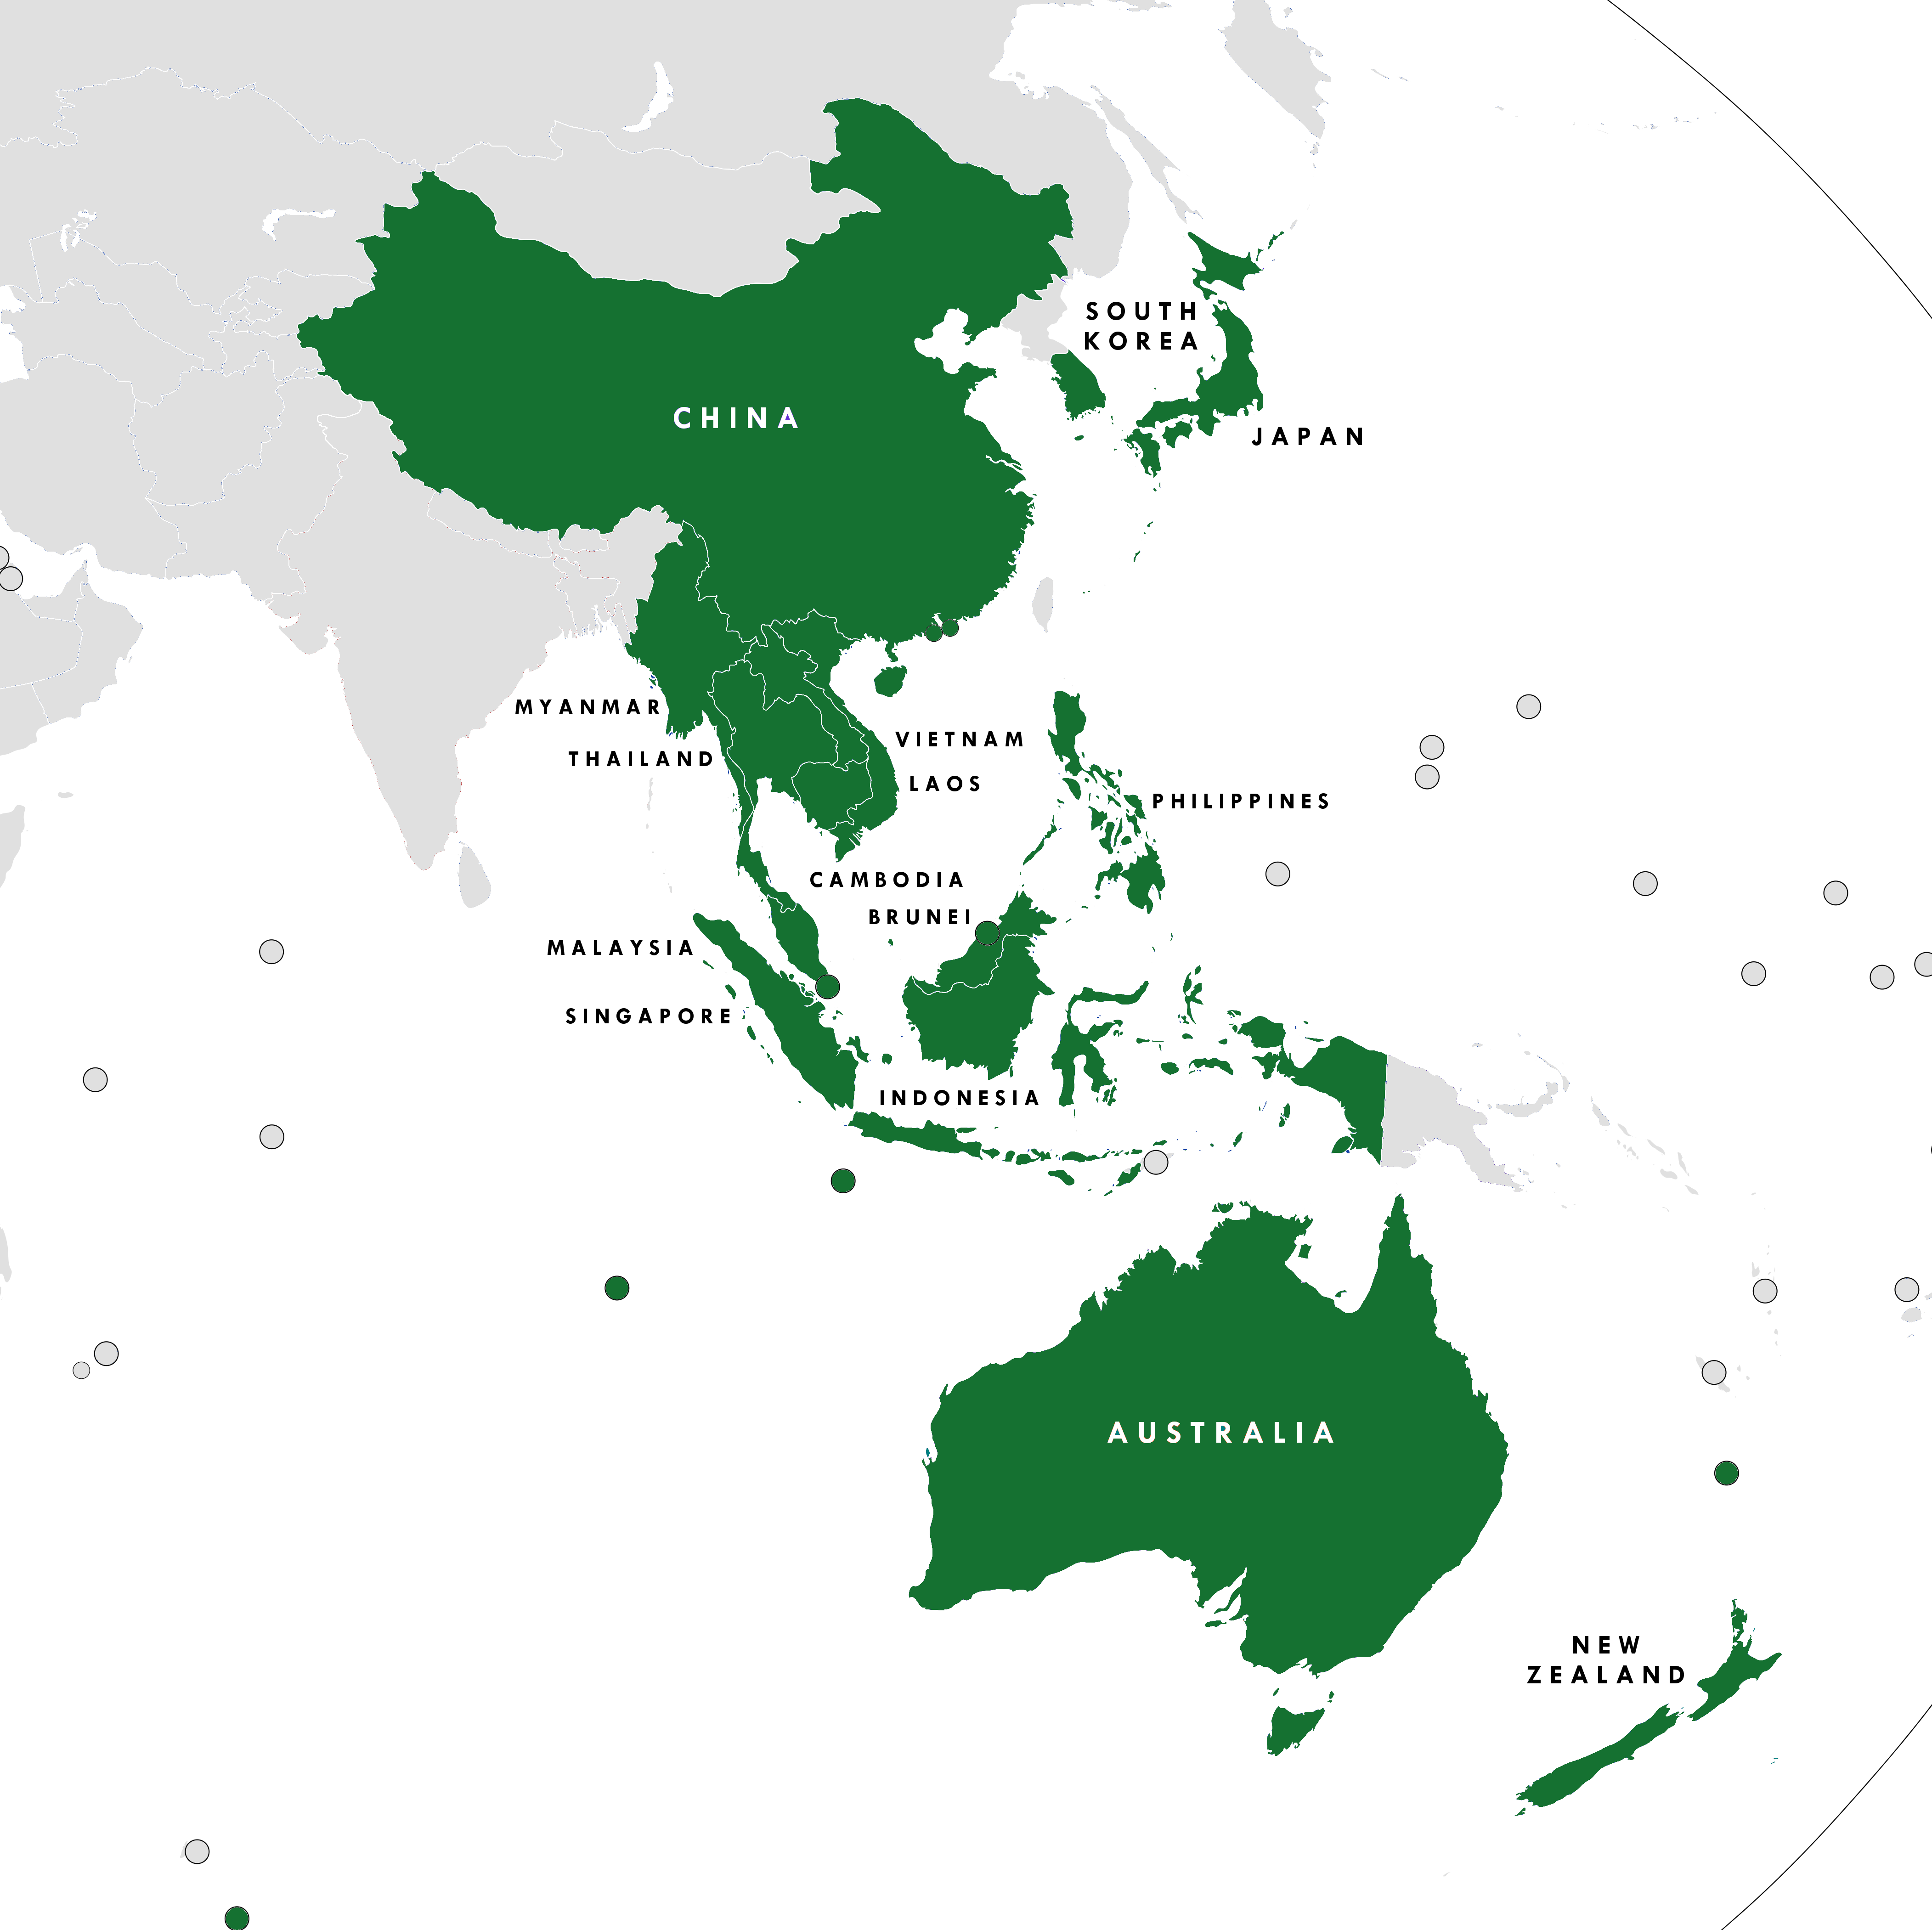 SOUTH
KOREA
CHINA
JAPAN
MYANMAR
VIETNAM
THAILAND
LAOS
PHILIPPINES
CAMBODIA
BRUNEI
MALAYSIA
SINGAPORE
INDONESIA
AUSTRALIA
NEW
ZEALAND